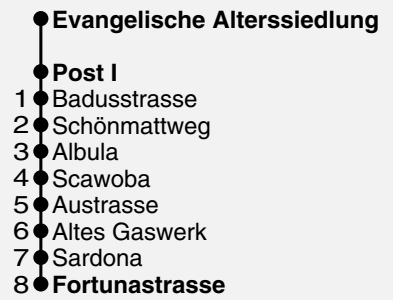 Evangelische Alterssiedlung
Post I
1 Badusstrasse
2 Schönmattweg
3 Albula
4 Scawoba
5 Austrasse
6 Altes Gaswerk
7 Sardona
8 Fortunastrasse